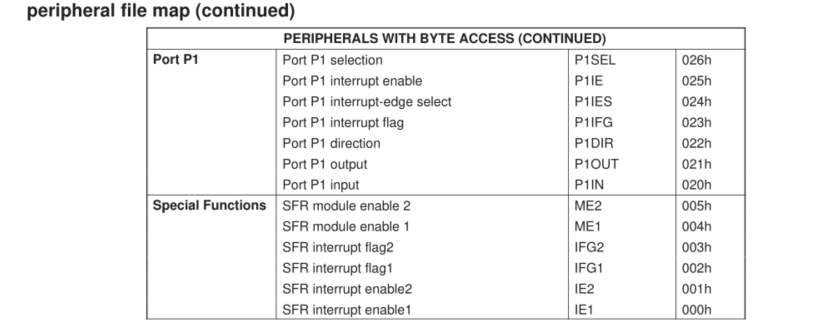 peripheral file map (continued)
PERIPHERALS WITH BYTE ACCESS (CONTINUED)
Port P1 Port P1 selection P1SEL 026h
Port P1 interrupt enable P1IE 025h
Port P1 interrupt-edge select P1IES 024h
Port P1 interrupt flag P1IFG 023h
Port P1 direction P1DIR 022h
Port P1 output P1OUT 021h
Port P1 input P1IN 020h
Special Functions SFR module enable 2 ME2 005h
SFR module enable 1 ME1 004h
SFR interrupt flag2 IFG2 003h
SFR interrupt flag1 IFG1 002h
SFR interrupt enable2 IE2 001h
SFR interrupt enable1 IE1 000h